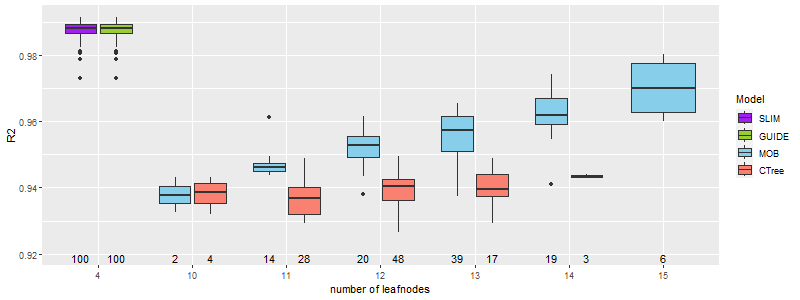 0.98
0.96
0.94
0.92
R2
100 100 2 4 14 28 20 48 39 17 19 3 6
4 10 11 12 13 14 15
number of leafnodes
Model
SLIM
GUIDE
MOB
CTree